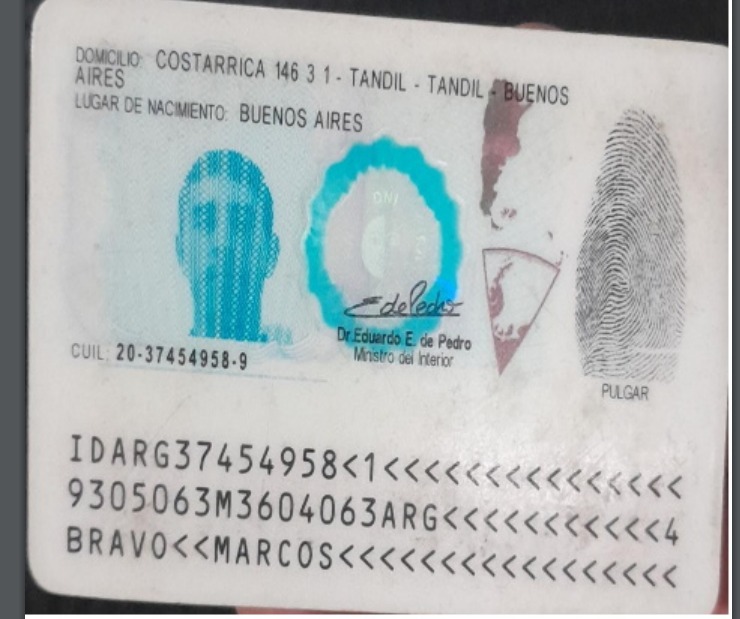 DOMICILIO: COSTARRICA 146 3 1 - TANDIL - TANDIL - BUENOS
AIRES
LUGAR DE NACIMIENTO: BUENOS AIRES
DNI
EdePedro
Dr. Eduardo E. de Pedro
Ministro del Interior
CUIL: 20-37454958-9
PULGAR
IDARG37454958<1<<<<<<<<<<<<<<<
9305063M3604063ARG<<<<<<<<<<<4
BRAVO<<MARCOS<<<<<<<<<<<<<<<<<